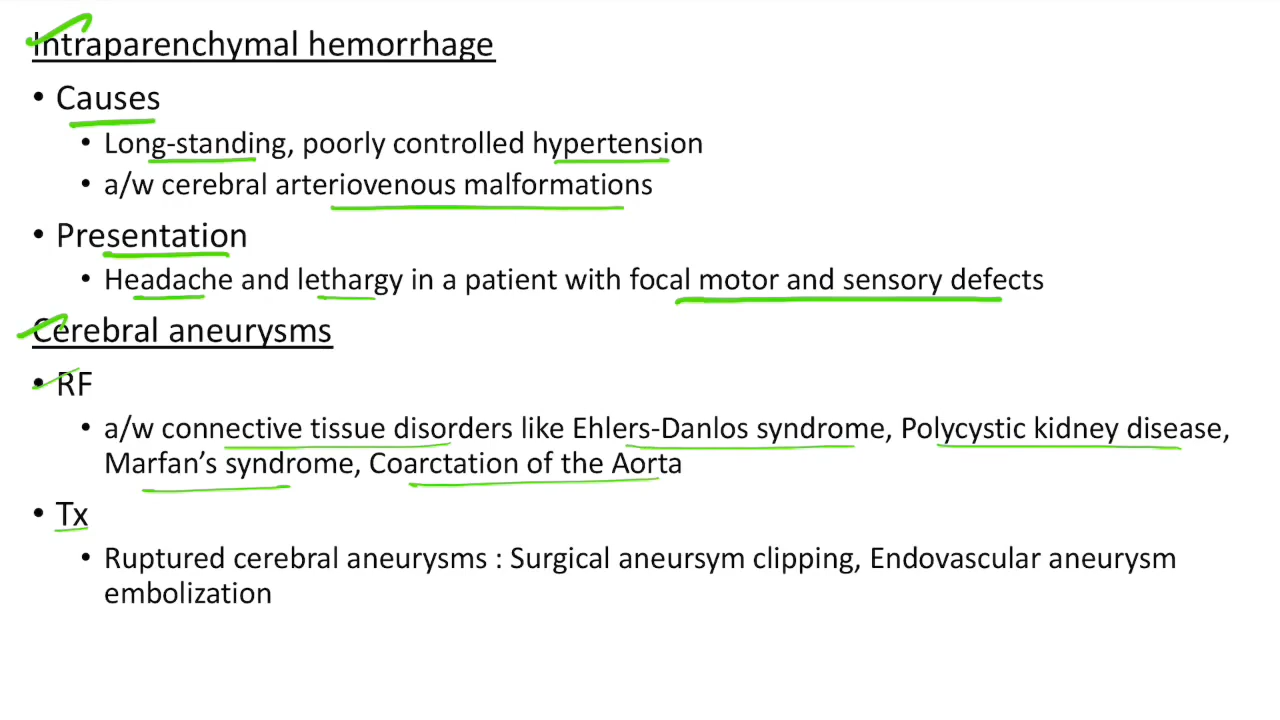 Intraparenchymal hemorrhage
• Causes
• Long-standing, poorly controlled hypertension
• a/w cerebral arteriovenous malformations
• Presentation
• Headache and lethargy in a patient with focal motor and sensory defects
Cerebral aneurysms
• RF
• a/w connective tissue disorders like Ehlers-Danlos syndrome, Polycystic kidney disease,
Marfan’s syndrome, Coarctation of the Aorta
• Tx
• Ruptured cerebral aneurysms : Surgical aneursym clipping, Endovascular aneurysm
embolization